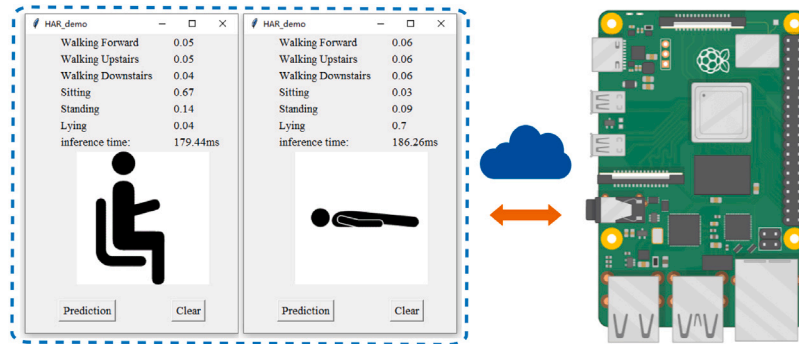 HAR_demo
Walking Forward 0.05
Walking Upstairs 0.05
Walking Downstairs 0.04
Sitting 0.67
Standing 0.14
Lying 0.04
inference time: 179.44ms
Prediction Clear
HAR_demo
Walking Forward 0.06
Walking Upstairs 0.06
Walking Downstairs 0.06
Sitting 0.03
Standing 0.09
Lying 0.7
inference time: 186.26ms
Prediction Clear